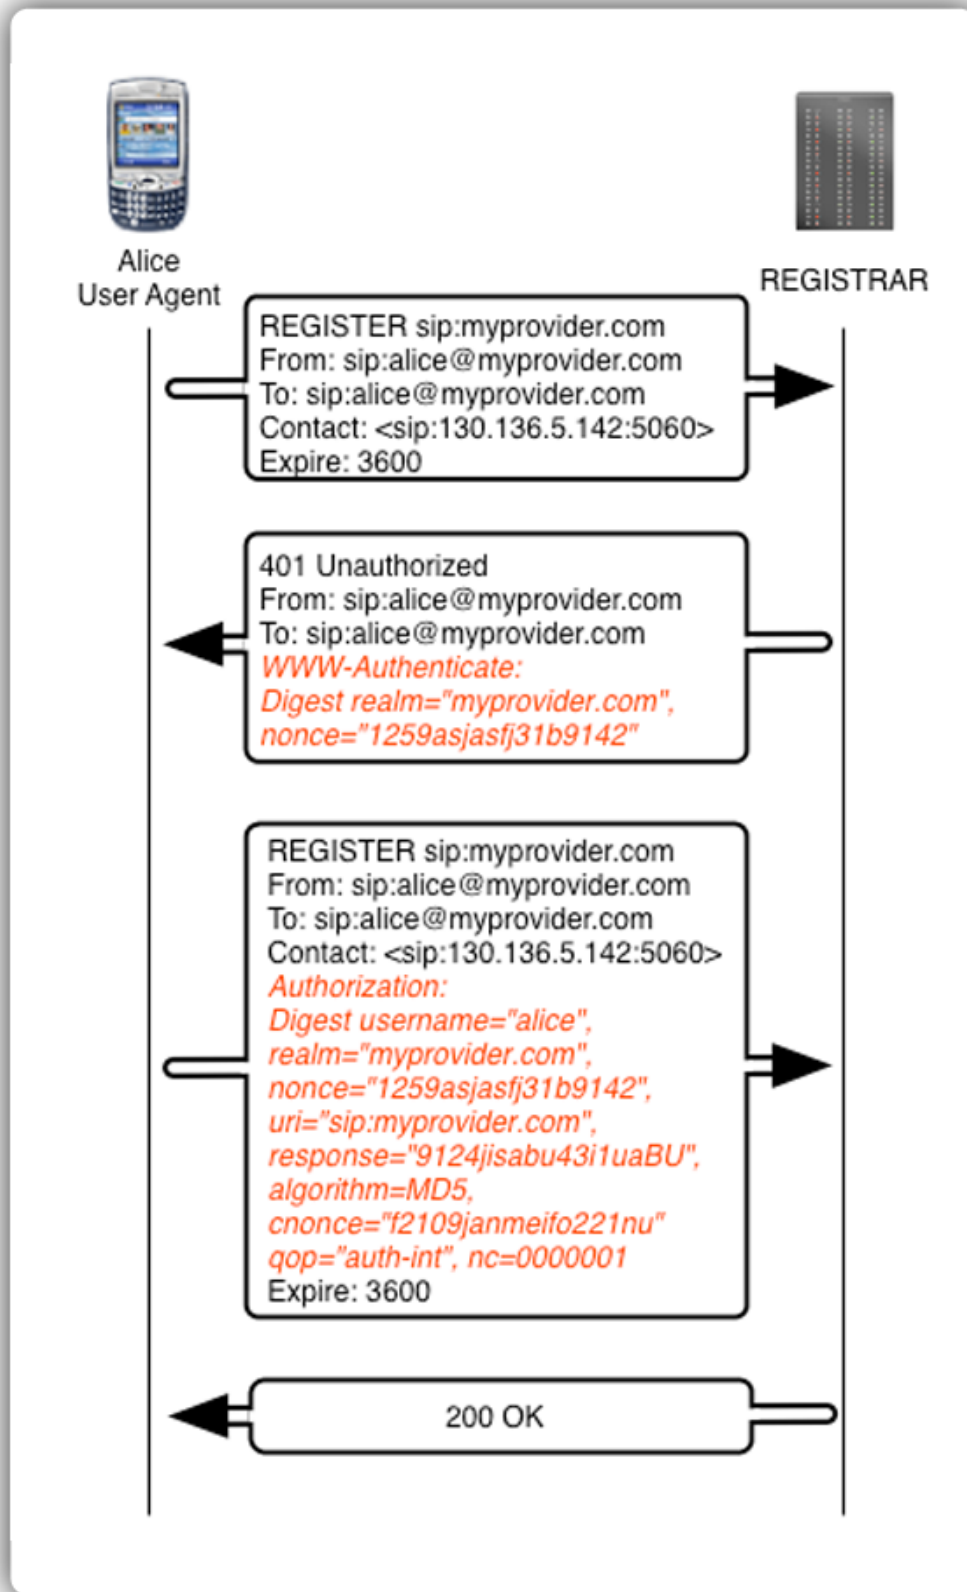 Alice
User Agent
REGISTRAR
REGISTER sip:myprovider.com
From: sip:alice@myprovider.com
To: sip:alice@myprovider.com
Contact: <sip:130.136.5.142:5060>
Expire: 3600
401 Unauthorized
From: sip:alice@myprovider.com
To: sip:alice@myprovider.com
WWW-Authenticate:
Digest realm="myprovider.com",
nonce="1259asjasfj31b9142"
REGISTER sip:myprovider.com
From: sip:alice@myprovider.com
To: sip:alice@myprovider.com
Contact: <sip:130.136.5.142:5060>
Authorization:
Digest username="alice",
realm="myprovider.com",
nonce="1259asjasfj31b9142",
uri="sip:myprovider.com",
response="9124jisabu43i1uaBU",
algorithm=MD5,
cnonce="f2109janmeifo221nu"
qop="auth-int", nc=0000001
Expire: 3600
200 OK